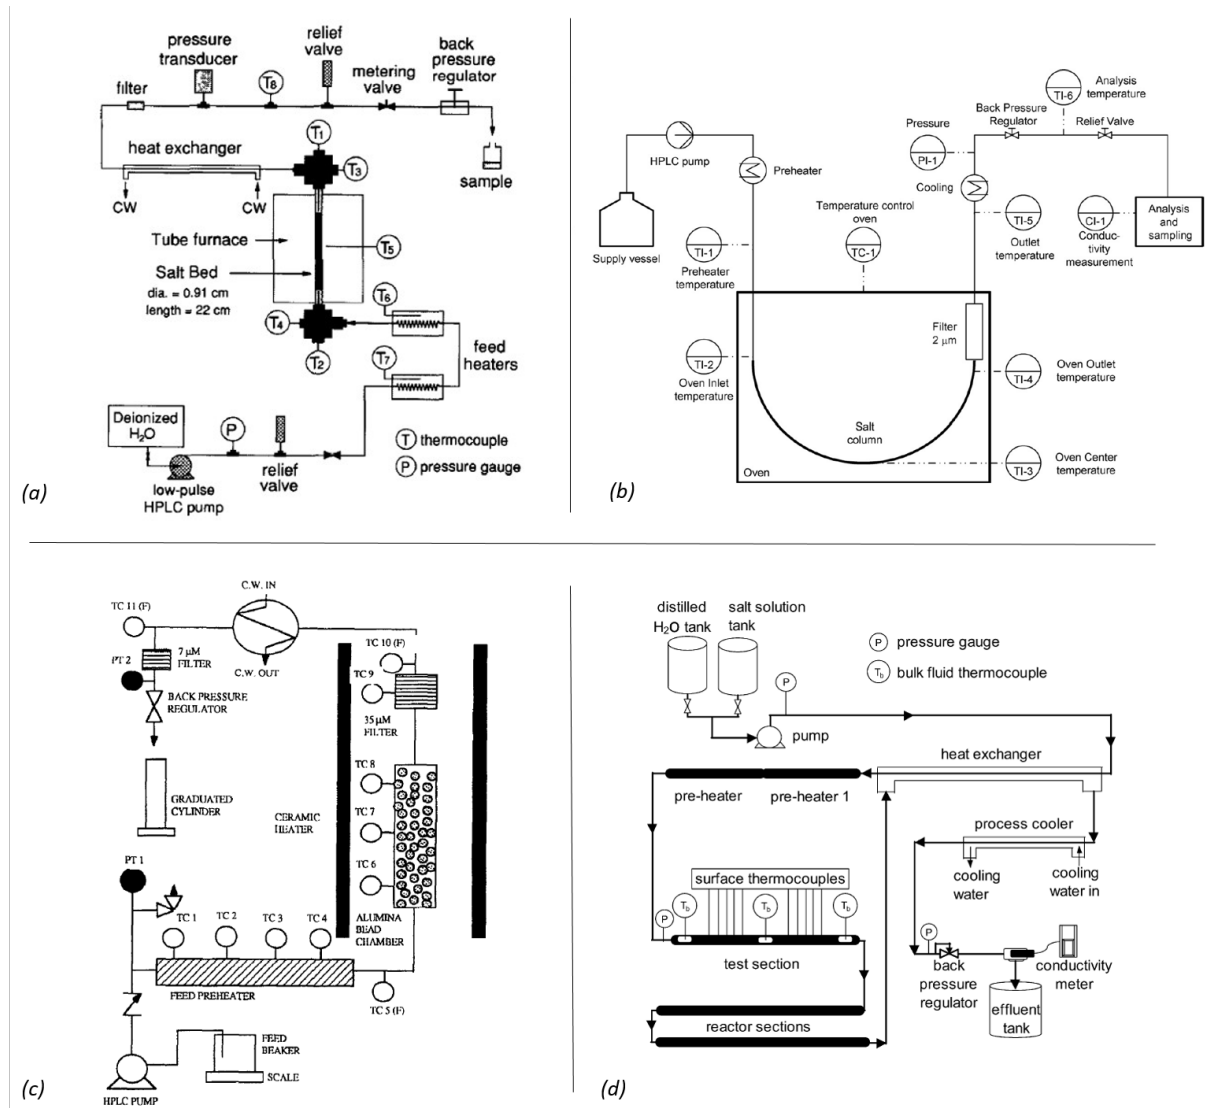 pressure
transducer
relief
valve
back
pressure
regulator
metering
valve
filter
T8
T1
heat exchanger
T3
sample
CW
CW
Tube furnace
T5
Salt Bed
dia. = 0.91 cm
length = 22 cm
T6
T4
T2
T7
feed
heaters
Deionized
H₂O
P
T thermocouple
P pressure gauge
relief
valve
low-pulse
HPLC pump
(a)
TI-6
Analysis
temperature
Back Pressure
Regulator
Relief Valve
Pressure
PI-1
HPLC pump
Preheater
Cooling
Temperature control
oven
TC-1
TI-1
Preheater
temperature
TI-5
Outlet
temperature
CI-1
Conduc-
tivity
measurement
Analysis
and
sampling
Supply vessel
Filter
2 µm
TI-2
Oven Inlet
temperature
TI-4
Oven Outlet
temperature
Salt
column
TI-3
Oven Center
temperature
Oven
(b)
C.W. IN
TC 11 (F)
7 µM
FILTER
PT 2
C.W. OUT
TC 10 (F)
TC 9
BACK PRESSURE
REGULATOR
35 µM
FILTER
TC 8
GRADUATED
CYLINDER
CERAMIC
HEATER
TC 7
TC 6
PT 1
ALUMINA
BEAD
CHAMBER
TC 1
TC 2
TC 3
TC 4
FEED PREHEATER
TC 5 (F)
FEED
BEAKER
SCALE
HPLC PUMP
(c)
distilled
H₂O tank
salt solution
tank
P pressure gauge
Tb bulk fluid thermocouple
P
pump
heat exchanger
pre-heater
pre-heater 1
process cooler
cooling
water
cooling
water in
surface thermocouples
P
Tb
Tb
Tb
test section
P
back
pressure
regulator
conductivity
meter
effluent
tank
reactor sections
(d)